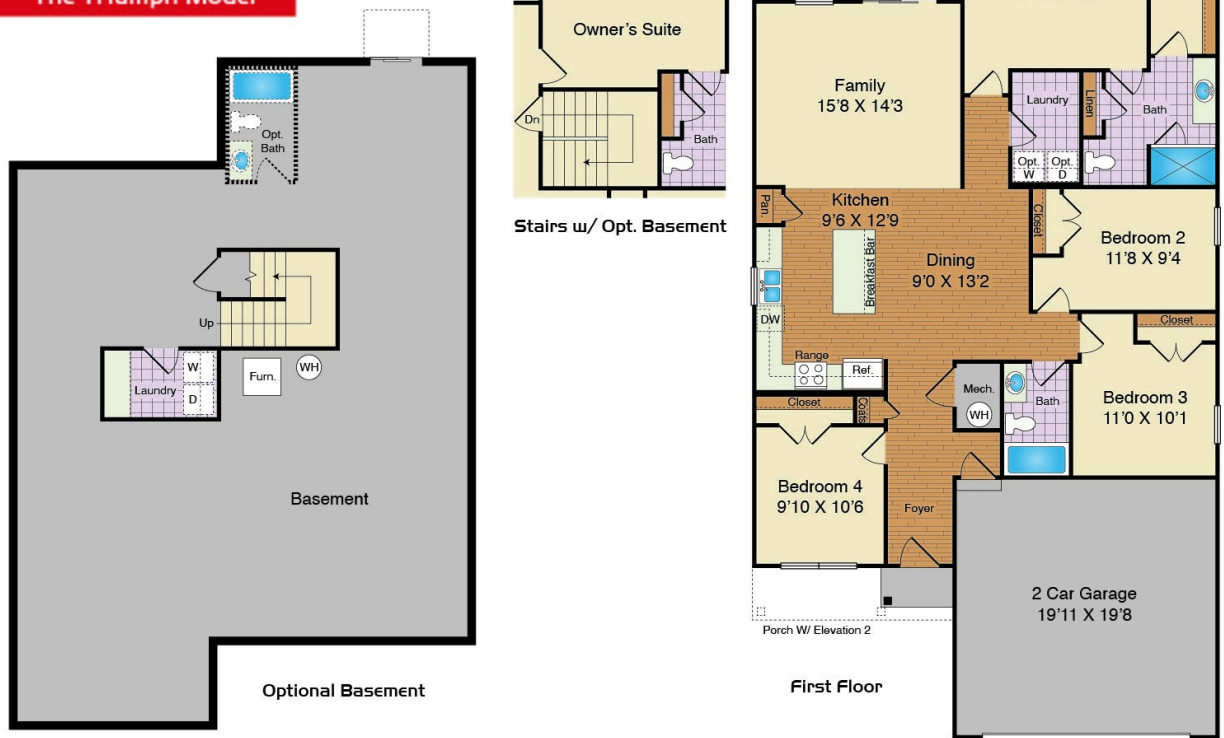 The Triumph Model
Opt.
Bath
Up
Laundry
W
D
Furn.
WH
Basement
Optional Basement
Owner's Suite
Dn
Bath
Stairs w/ Opt. Basement
Family
15'8 X 14'3
Laundry
Opt.
W
Opt.
D
Linen
Bath
Pan.
Kitchen
9'6 X 12'9
Breakfast Bar
Dining
9'0 X 13'2
DW
Range
Ref.
Closet
Bedroom 2
11'8 X 9'4
Closet
Bedroom 3
11'0 X 10'1
Mech.
WH
Bath
Closet
Coats
Bedroom 4
9'10 X 10'6
Foyer
2 Car Garage
19'11 X 19'8
Porch W/ Elevation 2
First Floor